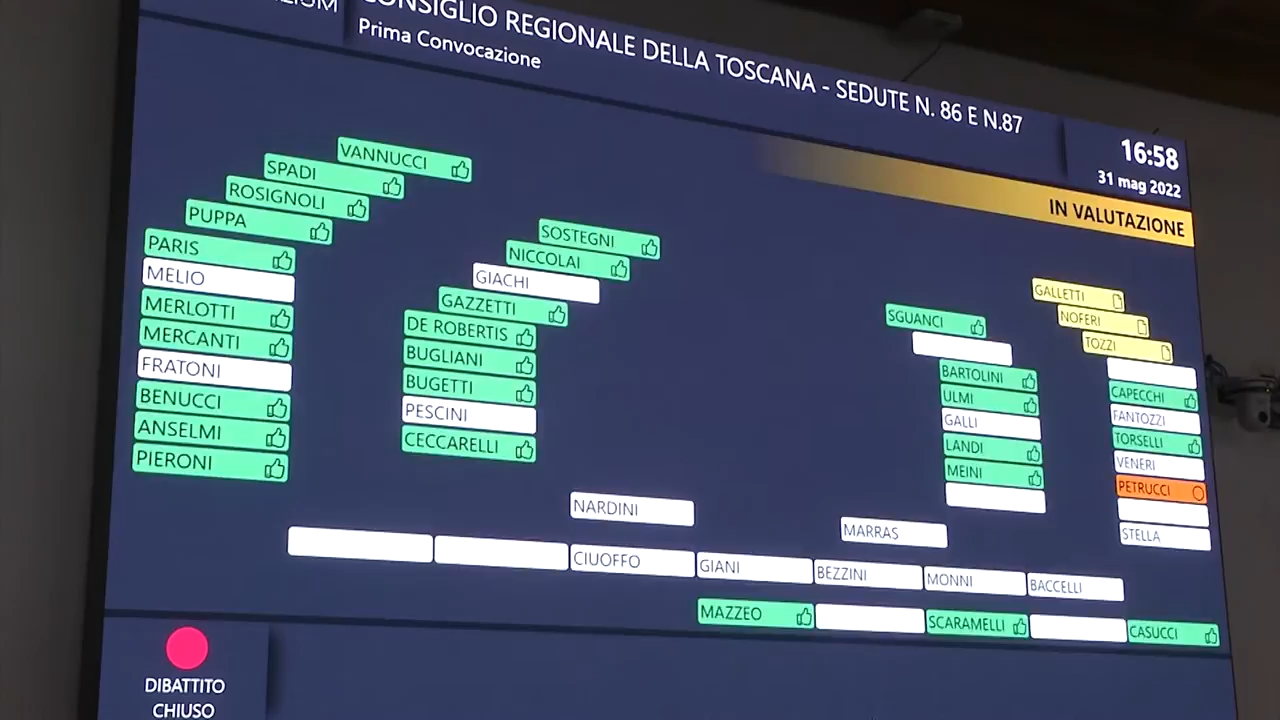 CONSIGLIO REGIONALE DELLA TOSCANA - SEDUTE N. 86 E N.87
Prima Convocazione
16:58
31 mag 2022
IN VALUTAZIONE
VANNUCCI
SPADI
ROSIGNOLI
PUPPA
PARIS
MELIO
MERLOTTI
MERCANTI
FRATONI
BENUCCI
ANSELMI
PIERONI
SOSTEGNI
NICCOLAI
GIACHI
GAZZETTI
DE ROBERTIS
BUGLIANI
BUGETTI
PESCINI
CECCARELLI
SGUANCI
BARTOLINI
ULMI
GALLI
LANDI
MEINI
GALLETTI
NOFERI
TOZZI
CAPECCHI
FANTOZZI
TORSELLI
VENERI
PETRUCCI
STELLA
NARDINI
MARRAS
CIUOFFO
GIANI
BEZZINI
MONNI
BACCELLI
MAZZEO
SCARAMELLI
CASUCCI
DIBATTITO
CHIUSO